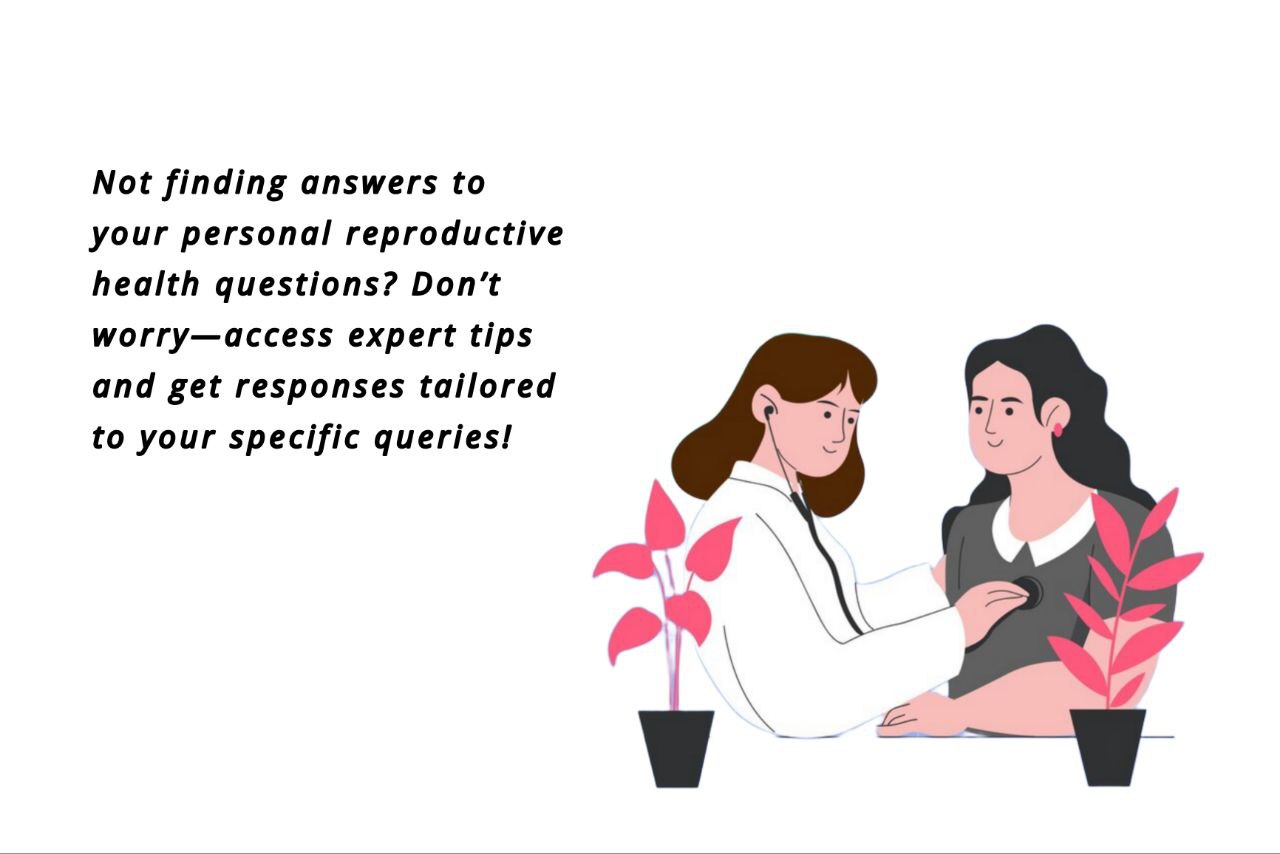 Not finding answers to
your personal reproductive
health questions? Don’t
worry—access expert tips
and get responses tailored
to your specific queries!